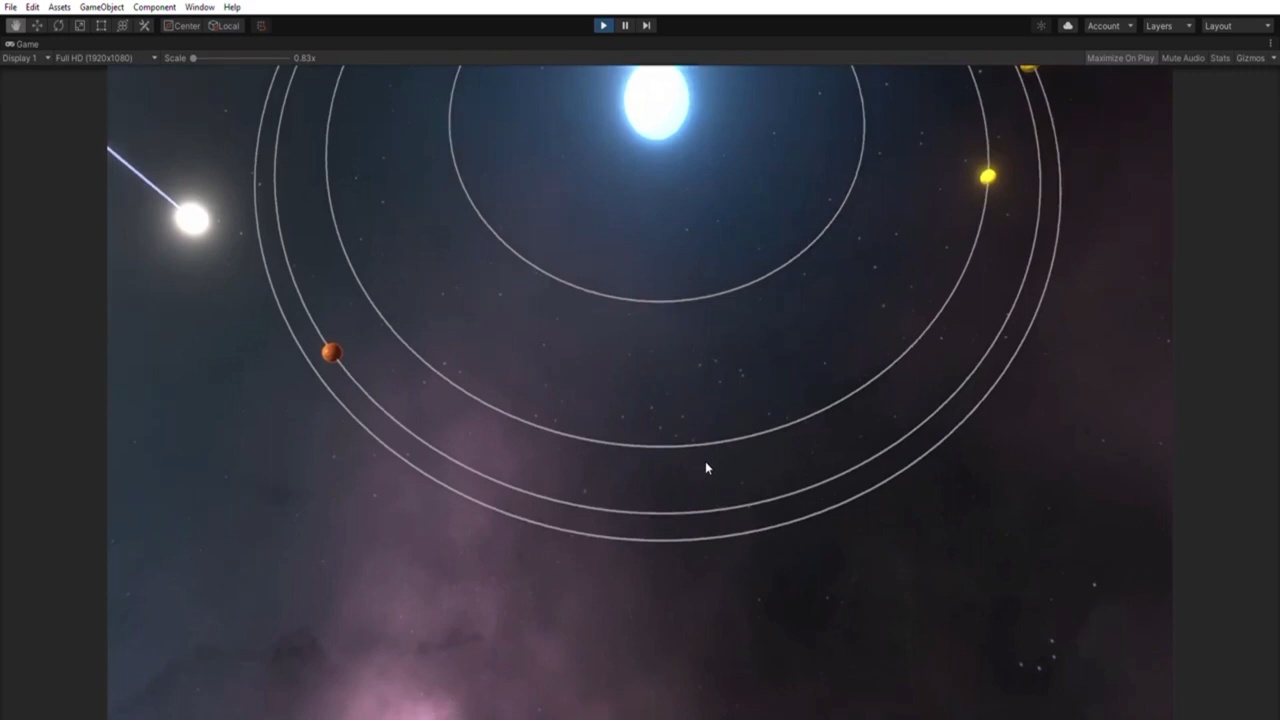 File Edit Assets GameObject Component Window Help
Center Local Account Layers Layout
Game
Display 1 Full HD (1920x1080) Scale 0.83x Maximize On Play Mute Audio Stats Gizmos